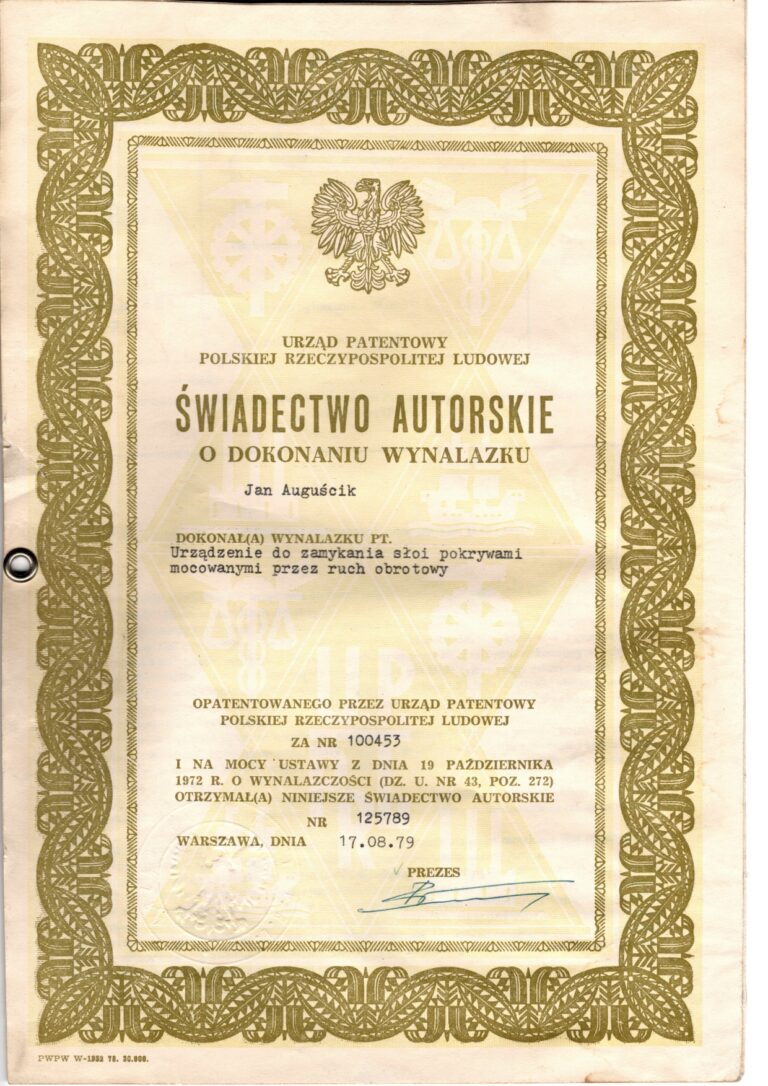 URZĄD PATENTOWY
POLSKIEJ RZECZYPOSPOLITEJ LUDOWEJ
ŚWIADECTWO AUTORSKIE
O DOKONANIU WYNALAZKU
Jan Auguścik
DOKONAŁ(A) WYNALAZKU PT.
Urządzenie do zamykania słoi pokrywami
mocowanymi przez ruch obrotowy
OPATENTOWANEGO PRZEZ URZĄD PATENTOWY
POLSKIEJ RZECZYPOSPOLITEJ LUDOWEJ
ZA NR 100453
I NA MOCY USTAWY Z DNIA 19 PAŹDZIERNIKA
1972 R. O WYNALAZCZOŚCI (DZ. U. NR 43, POZ. 272)
OTRZYMAŁ(A) NINIEJSZE ŚWIADECTWO AUTORSKIE
NR 125789
WARSZAWA, DNIA 17.08.79
PREZES
PWPW W-1952 78.